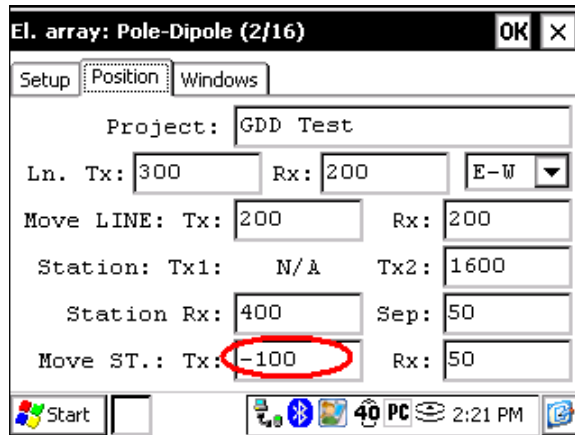 El. array: Pole-Dipole (2/16) OK ×
Setup Position Windows
Project: GDD Test
Ln. Tx: 300 Rx: 200 E-W
Move LINE: Tx: 200 Rx: 200
Station: Tx1: N/A Tx2: 1600
Station Rx: 400 Sep: 50
Move ST.: Tx: -100 Rx: 50
Start 40 PC 2:21 PM